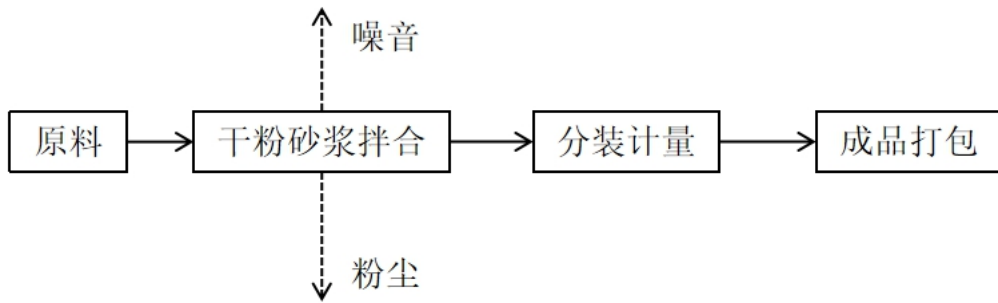 噪音
原料
干粉砂浆拌合
分装计量
成品打包
粉尘